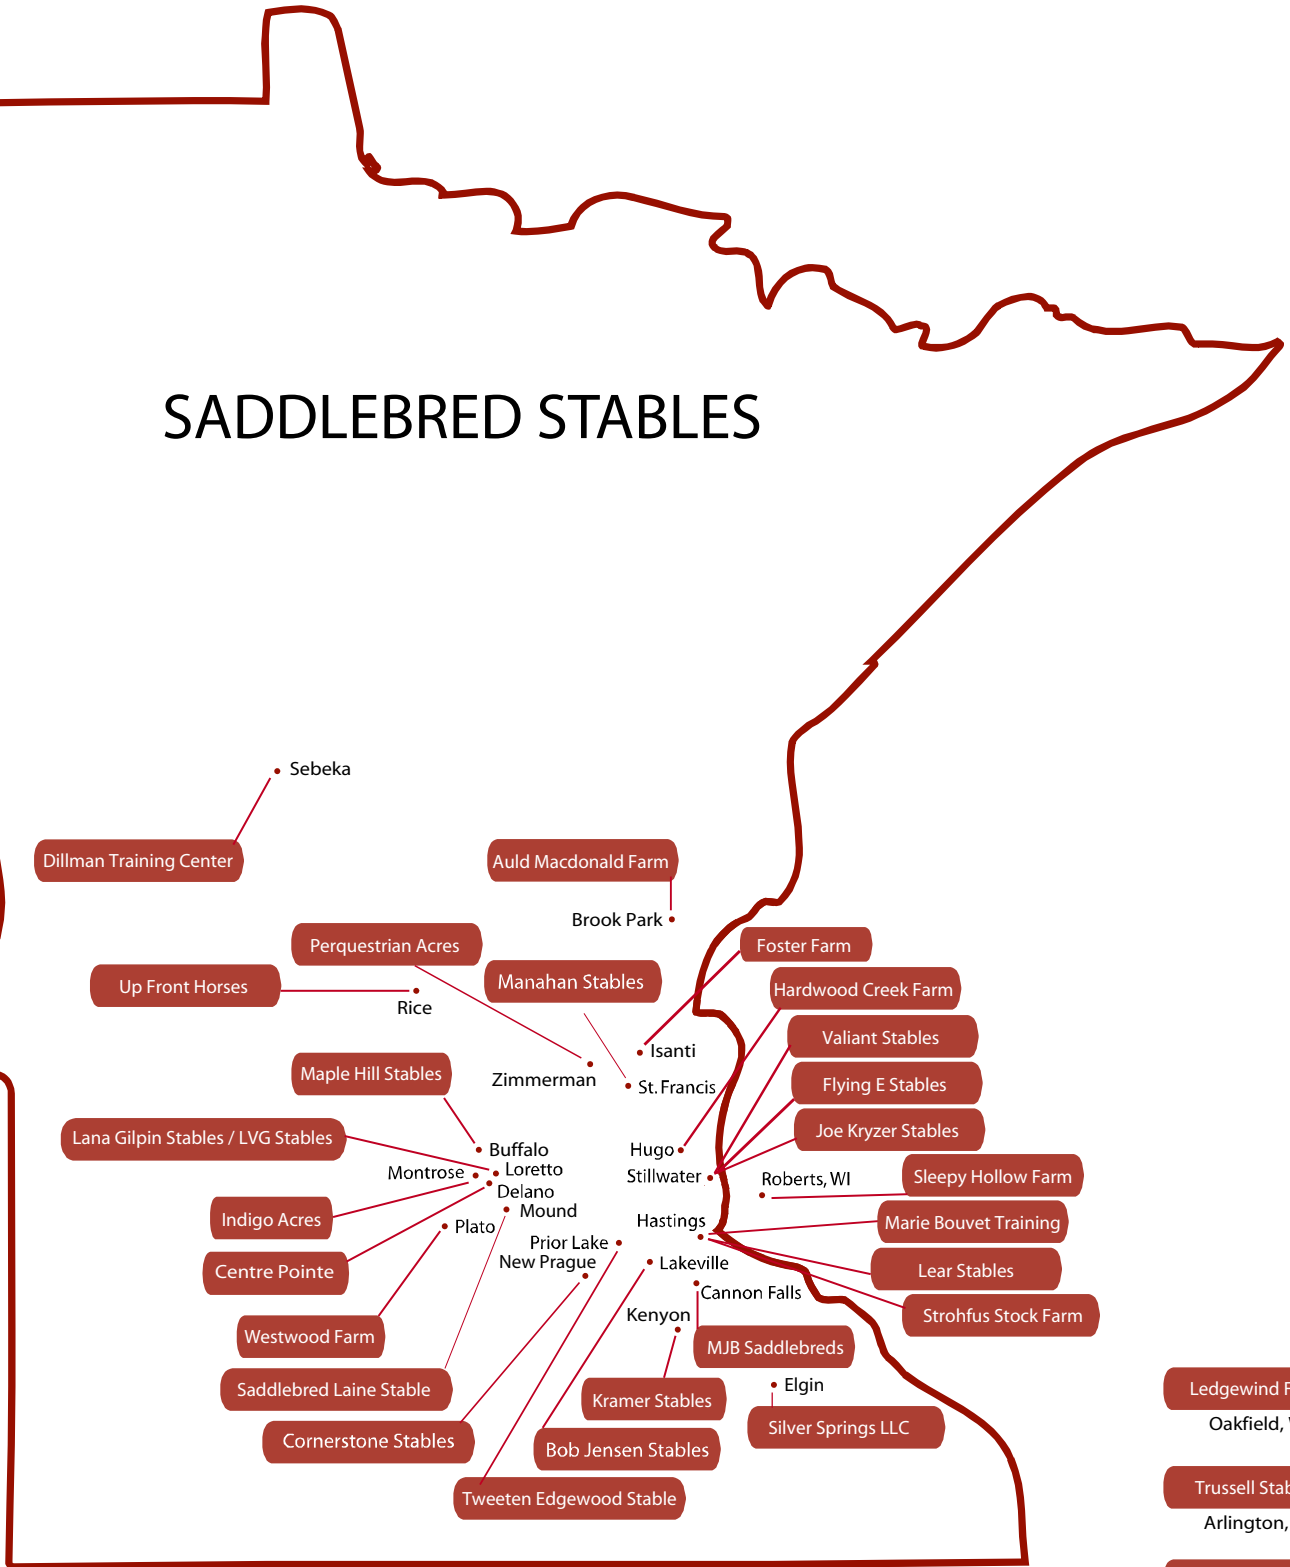 SADDLEBRED STABLES
Sebeka
Dillman Training Center
Auld Macdonald Farm
Brook Park
Perquestrian Acres
Foster Farm
Manahan Stables
Up Front Horses
Hardwood Creek Farm
Rice
Valiant Stables
Isanti
Maple Hill Stables
Zimmerman
St. Francis
Flying E Stables
Lana Gilpin Stables / LVG Stables
Joe Kryzer Stables
Buffalo
Hugo
Montrose
Loretto
Stillwater
Roberts, WI
Sleepy Hollow Farm
Delano
Mound
Indigo Acres
Plato
Hastings
Marie Bouvet Training
Prior Lake
New Prague
Lakeville
Centre Pointe
Lear Stables
Cannon Falls
Kenyon
Strohfus Stock Farm
Westwood Farm
MJB Saddlebreds
Saddlebred Laine Stable
Elgin
Kramer Stables
Ledgewind
Oakfield,
Silver Springs LLC
Cornerstone Stables
Bob Jensen Stables
Trussell
Tweeten Edgewood Stable
Arlington,